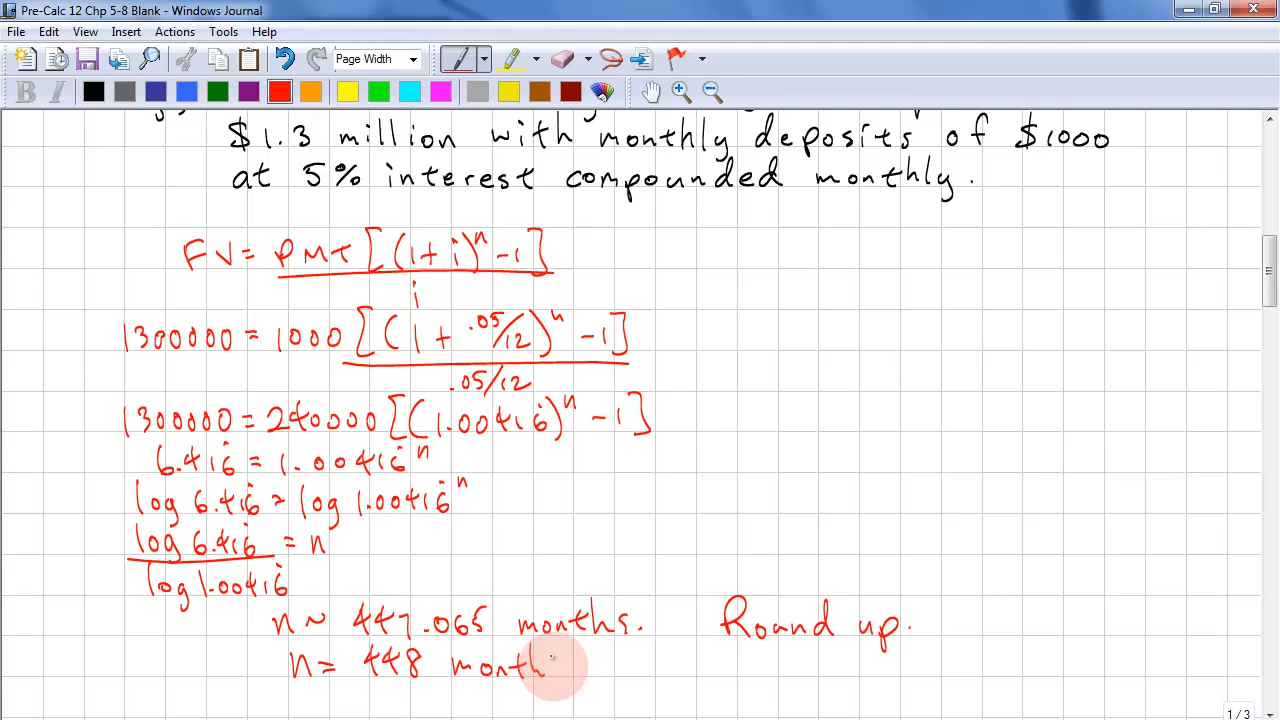 Pre-Calc 12 Chp 5-8 Blank - Windows Journal
File Edit View Insert Actions Tools Help
Page Width
B I
$1.3 million with monthly deposits of $1000
at 5% interest compounded monthly.
FV = PMT [(1 + i)^n - 1]
i
1300000 = 1000 [(1 + .05/12)^n - 1]
.05/12
1300000 = 240000 [(1.00416̇)^n - 1]
6.416̇ = 1.00416̇^n
log 6.416̇ = log 1.00416̇^n
log 6.416̇ = n
log 1.00416̇
n ~ 447.065 months. Round up.
n = 448 month
1/3